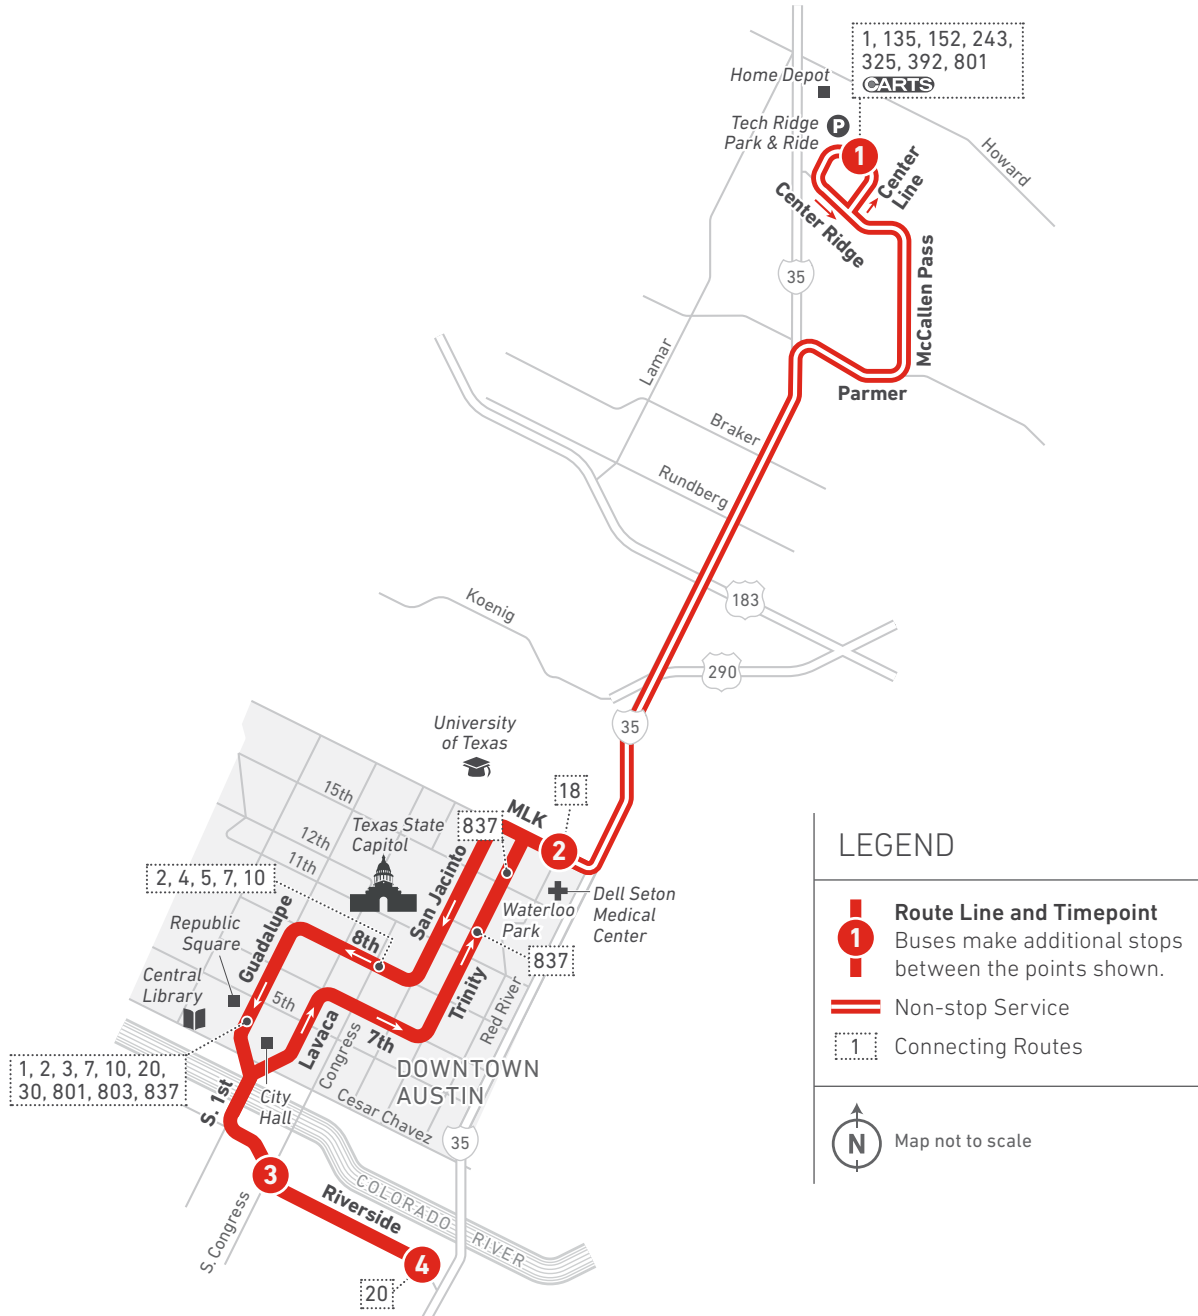 1, 135, 152, 243,
325, 392, 801
CARTS
Home Depot
Tech Ridge
Park & Ride
P
1
Howard
Center
Line
Center Ridge
McCallen Pass
35
Lamar
Parmer
Braker
Rundberg
183
Koenig
290
35
University
of Texas
18
15th
MLK
837
12th
Texas State
Capitol
11th
2
2, 4, 5, 7, 10
San Jacinto
Dell Seton
Medical
Center
Waterloo
Park
Republic
Square
Guadalupe
8th
837
Central
Library
5th
Trinity
Red River
Lavaca
Congress
7th
1, 2, 3, 7, 10, 20,
30, 801, 803, 837
DOWNTOWN
AUSTIN
S. 1st
City
Hall
Cesar Chavez
35
3
Riverside
COLORADO RIVER
S. Congress
4
20
LEGEND
1
Route Line and Timepoint
Buses make additional stops
between the points shown.
Non-stop Service
1
Connecting Routes
N
Map not to scale